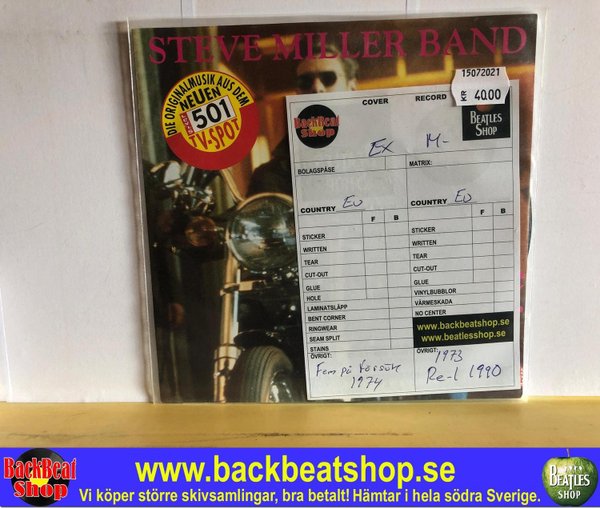 STEVE MILLER BAND
DIE ORIGINALMUSIK AUS DEM
NEUEN
501
TV-SPOT
15072021
KR 40.00
BackBeat
Shop
COVER
RECORD
BEATLES
SHOP
Ex
M-
BOLAGSPÅSE
MATRIX:
COUNTRY Eu
COUNTRY Eu
F B
F B
STICKER
WRITTEN
TEAR
CUT-OUT
GLUE
HOLE
LAMINATSLÄPP
BENT CORNER
RINGWEAR
SEAM SPLIT
STAINS
ÖVRIGT:
STICKER
WRITTEN
TEAR
CUT-OUT
GLUE
VINYLBUBBLOR
VÄRMESKADA
NO CENTER
www.backbeatshop.se
www.beatlesshop.se
ÖVRIGT:
1974
1973
Re-l 1990
BackBeat
Shop
www.backbeatshop.se
Vi köper större skivsamlingar, bra betalt! Hämtar i hela södra Sverige.
BEATLES
SHOP